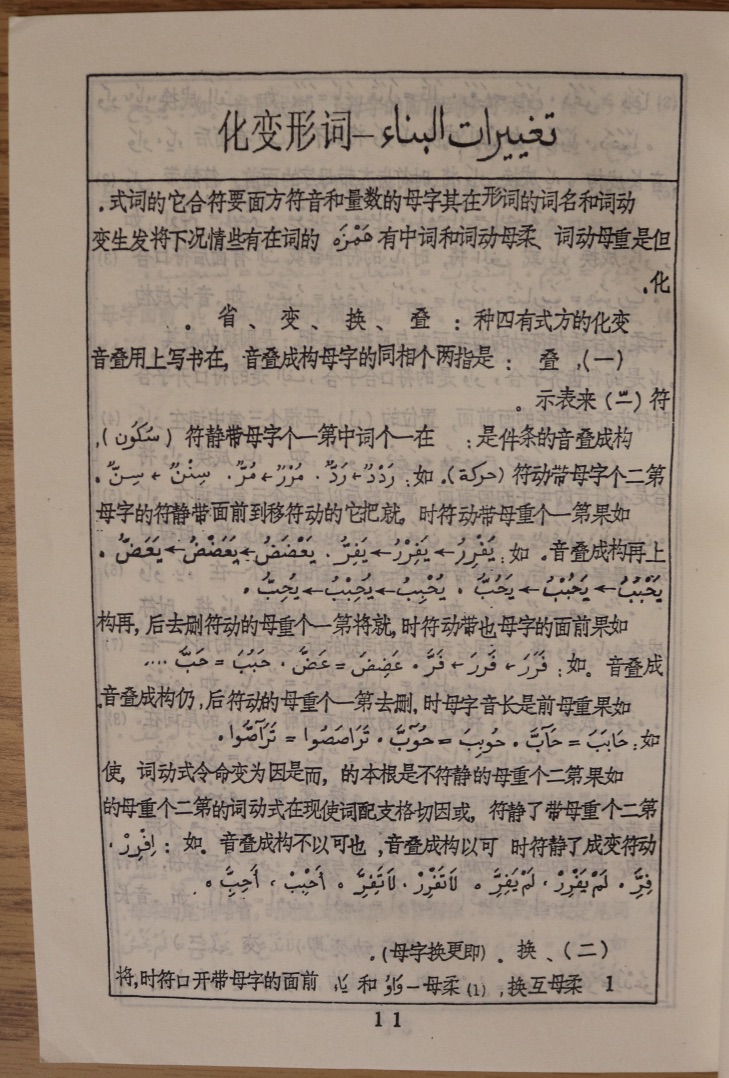 تغييرات البناء — 词形变化
动词和名词的词形在其字母的数量和音符方面要符合它的词式.
但是重母动词、柔母动词和词中有 هَمْزَه 的词在有些情况下将发生变
化.
变化的方式有四种：叠、换、变、省。
(一), 叠：是指两个相同的字母构成叠音, 在书写上用叠音
符(ـّـ)来表示。
构成叠音的条件是：在一个词中第一个字母带静符 (سُكُون),
第二个字母带动符 (حركة). 如: رَدْدٌ←رَدٌّ. مُرْرٌ←مُرٌّ. سِنْنٌ←سِنٌّ.
如果第一个重母带动符时, 就把它的动符移到前面带静符的字母
上再构成叠音. 如: يَفْرِرُ←يَفِرْرُ←يَفِرُّ. يَعْضَضُ←يَعَضْضُ←يَعَضُّ.
يَحْبُبُ←يَحُبْبُ←يَحُبُّ. يُحْبِبُ←يُحِبْبُ←يُحِبُّ.
如果前面的字母也带动符时, 就将第一个重母的动符删去后, 再构
成叠音。如: فَرَرَ←فَرْرَ←فَرَّ. عَضِضَ = عَضَّ. حَبُبَ = حَبَّ ....
如果重母前是长音字母时, 删去第一个重母的动符后, 仍构成叠音.
如: حَابَبَ = حَآبَّ. حُوبِبَ = حُوۤبَّ. تَرَاصَصُوا = تَرَآصُّوا.
如果第二个重母的静符不是根本的, 而是因为变命令式动词, 使
第二个重母带了静符, 或因切格支配词使现在式动词的第二个重母的
动符变成了静符时 可以构成叠音, 也可以不构成叠音. 如: اِفْرِرْ.
فِرَّ. لَمْ يَفْرِرْ, لَمْ يَفِرَّ. لَا تَفْرِرْ. لَا تَفِرَّ. أَحْبِبْ, أَحِبَّ.
(二)、换。(即更换字母).
1 柔母互换, (1) 柔母—وَاوْ 和 يَاء, 前面的字母带开口符时, 将
11